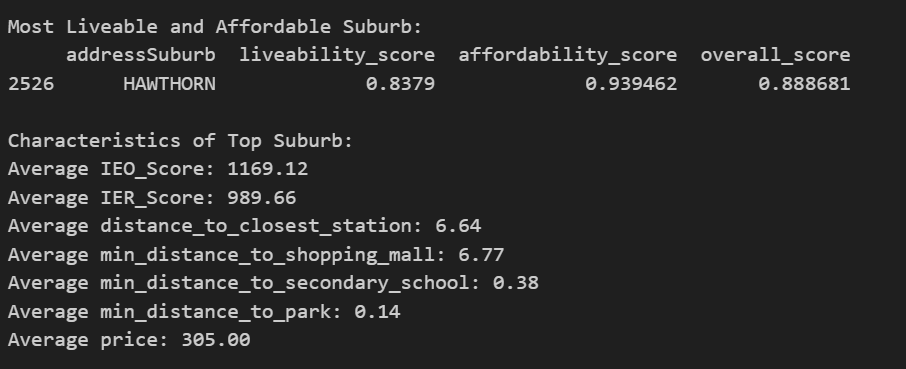 Most Liveable and Affordable Suburb:
addressSuburb liveability_score affordability_score overall_score
2526 HAWTHORN 0.8379 0.939462 0.888681
Characteristics of Top Suburb:
Average IEO_Score: 1169.12
Average IER_Score: 989.66
Average distance_to_closest_station: 6.64
Average min_distance_to_shopping_mall: 6.77
Average min_distance_to_secondary_school: 0.38
Average min_distance_to_park: 0.14
Average price: 305.00